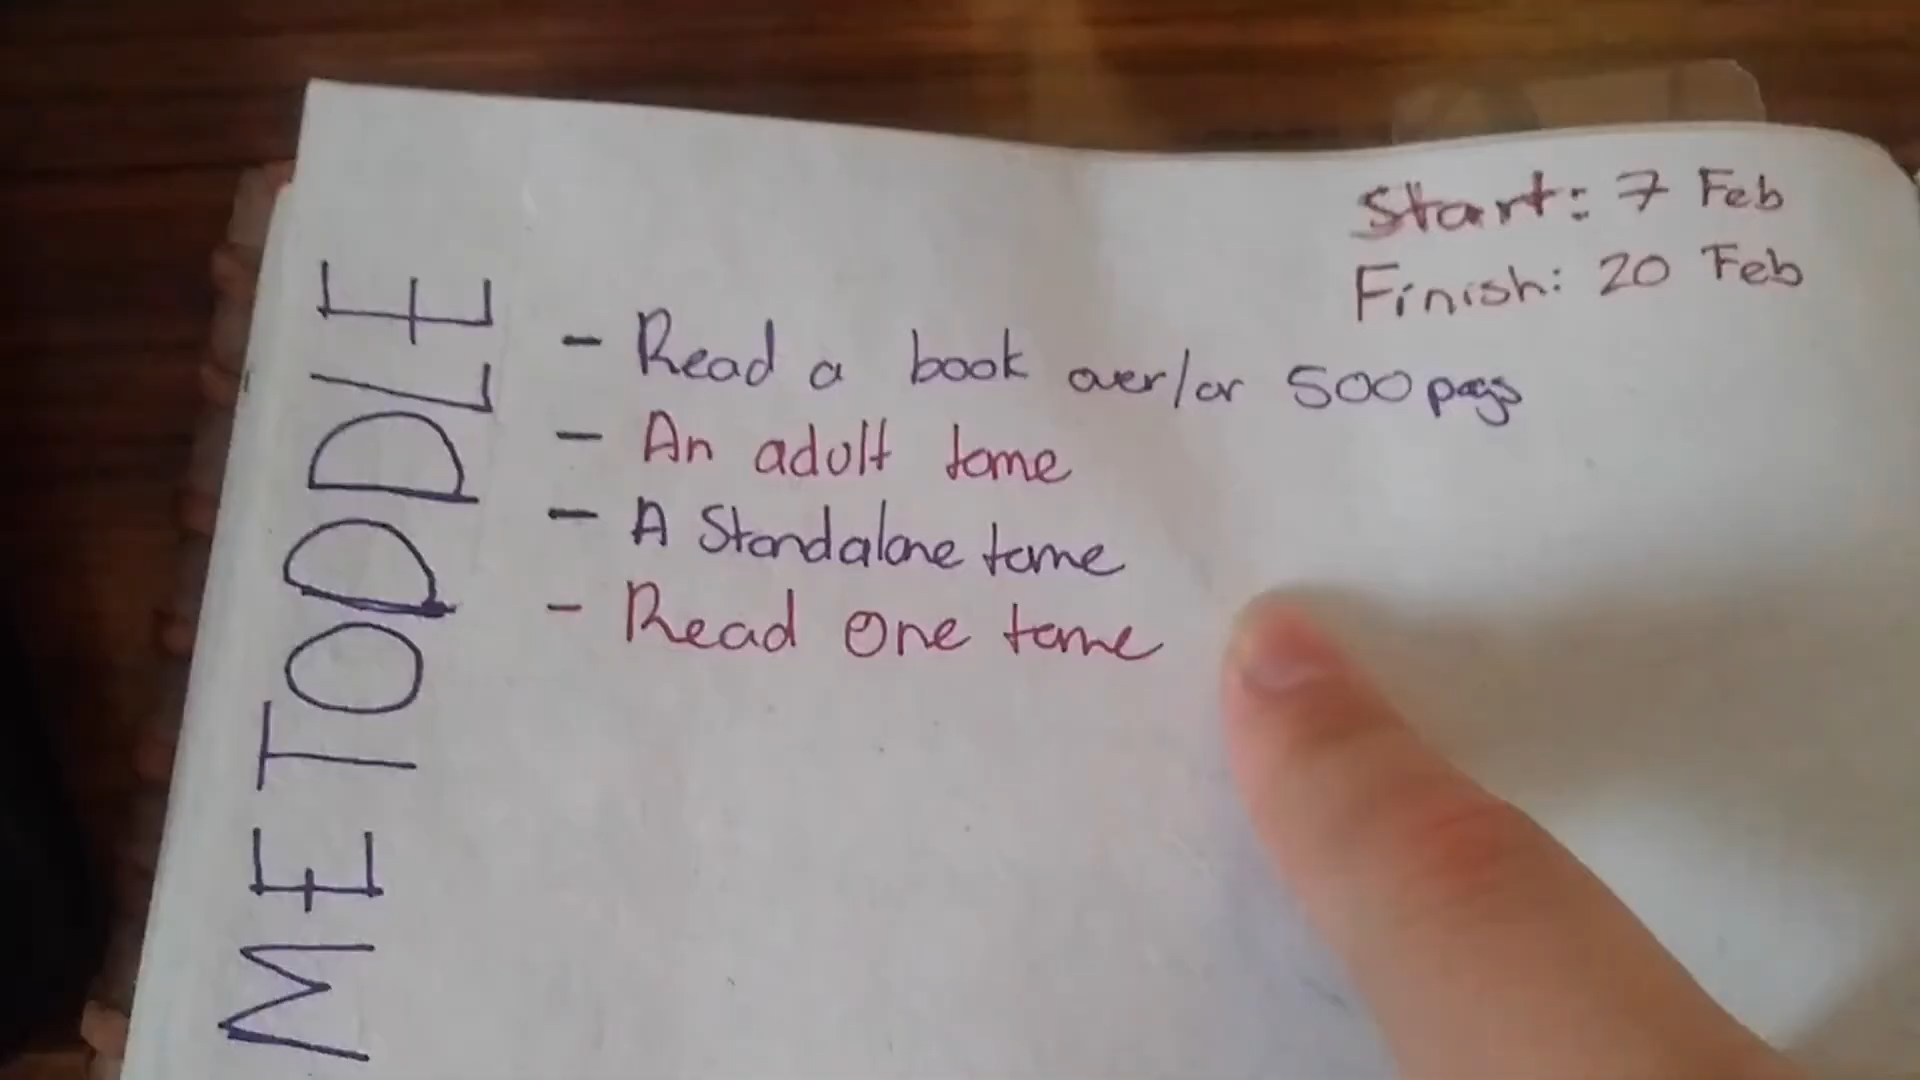 METODDLE
Start: 7 Feb
Finish: 20 Feb
- Read a book over/or 500 pags
- An adult tome
- A Standalone tome
- Read One tome